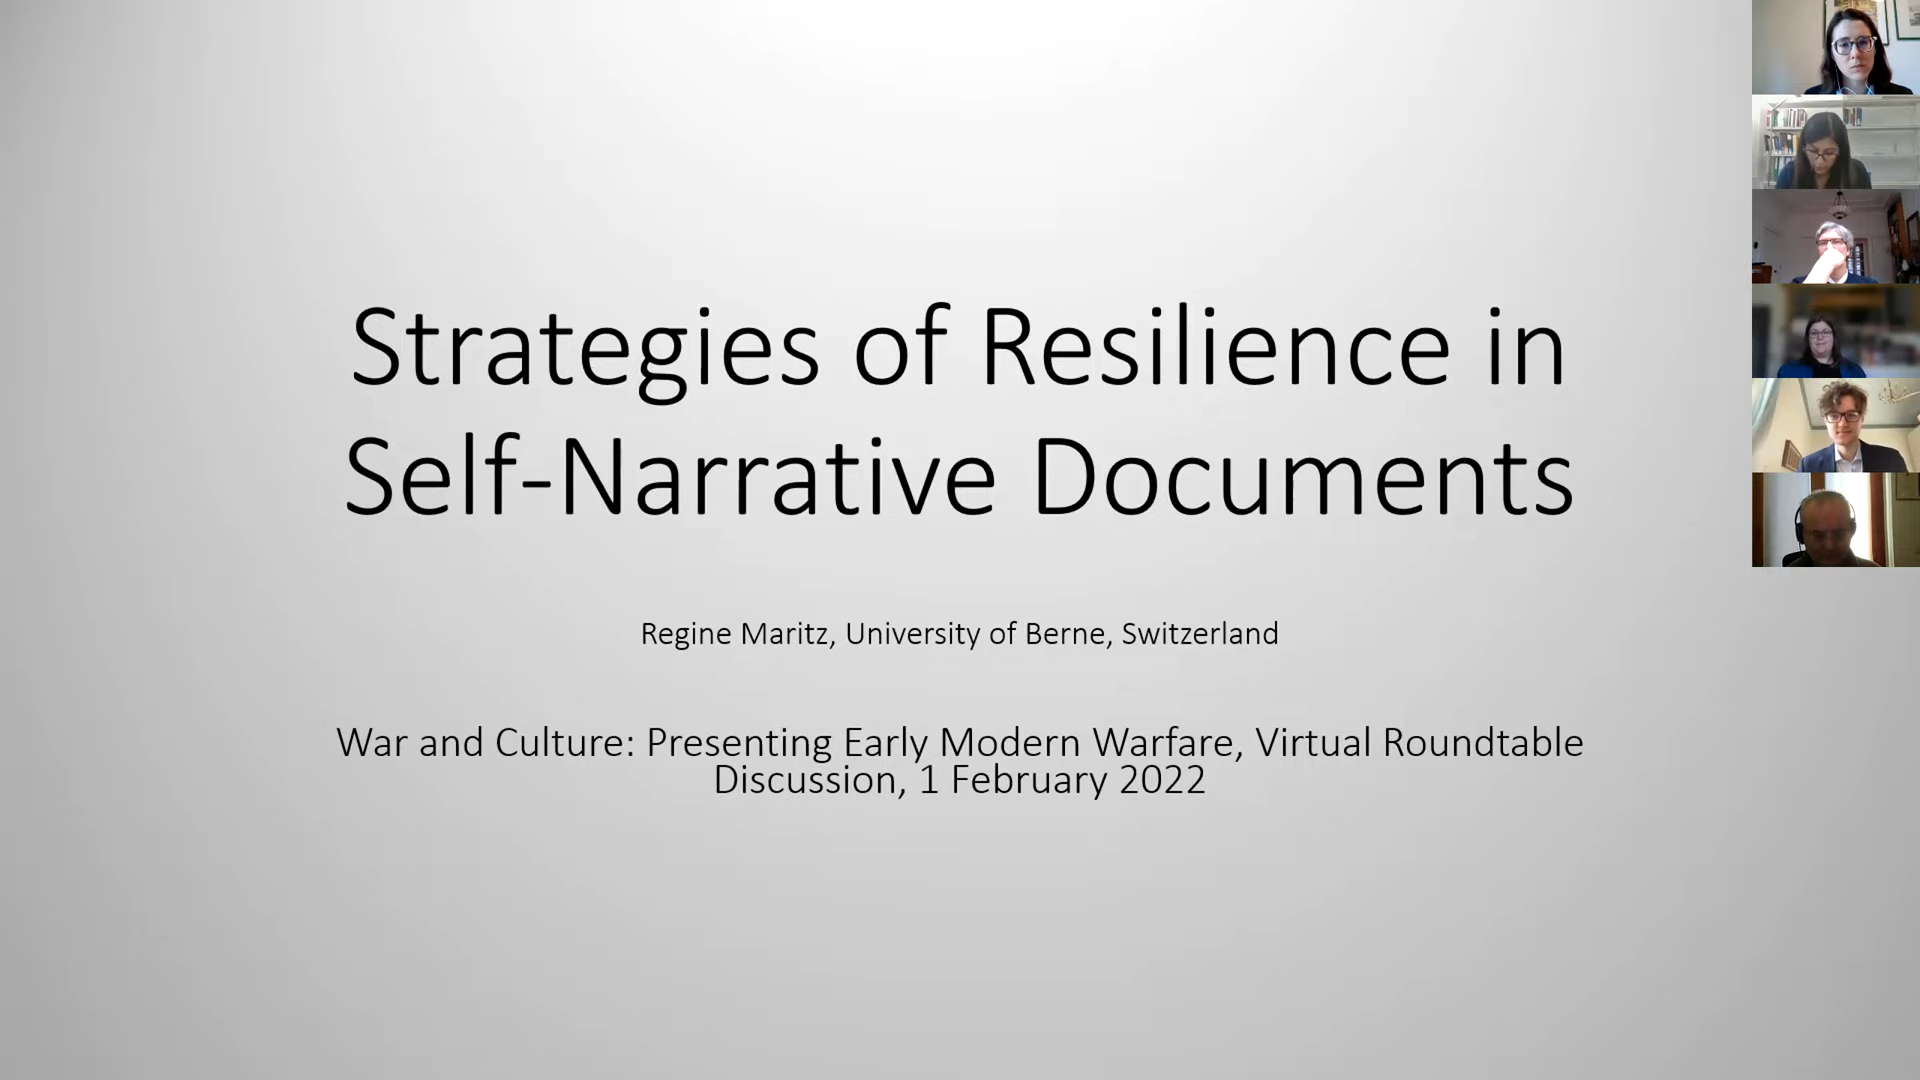 Strategies of Resilience in
Self-Narrative Documents
Regine Maritz, University of Berne, Switzerland
War and Culture: Presenting Early Modern Warfare, Virtual Roundtable
Discussion, 1 February 2022